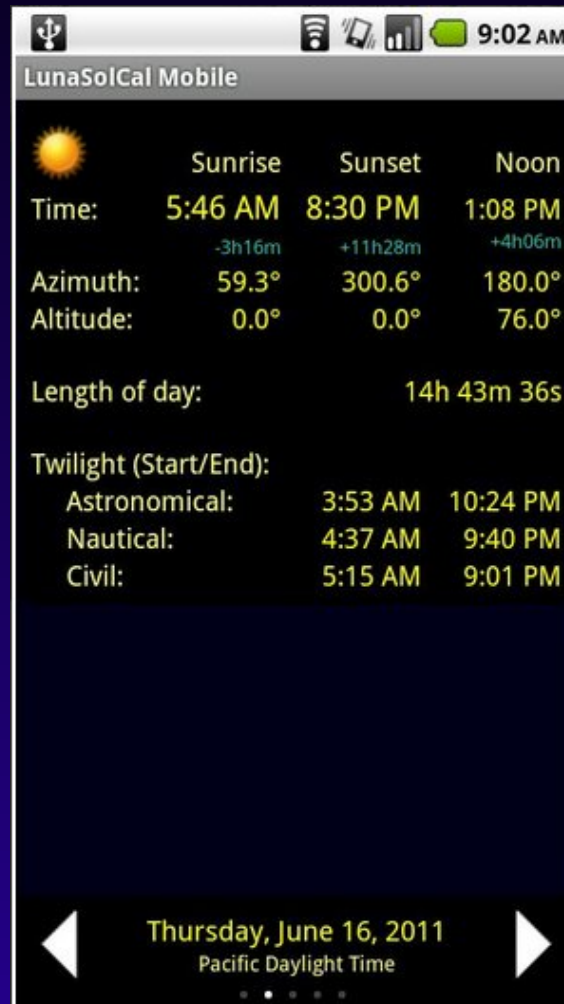 9:02 AM
LunaSolCal Mobile
Sunrise Sunset Noon
Time: 5:46 AM 8:30 PM 1:08 PM
-3h16m +11h28m +4h06m
Azimuth: 59.3° 300.6° 180.0°
Altitude: 0.0° 0.0° 76.0°
Length of day: 14h 43m 36s
Twilight (Start/End):
Astronomical: 3:53 AM 10:24 PM
Nautical: 4:37 AM 9:40 PM
Civil: 5:15 AM 9:01 PM
Thursday, June 16, 2011
Pacific Daylight Time